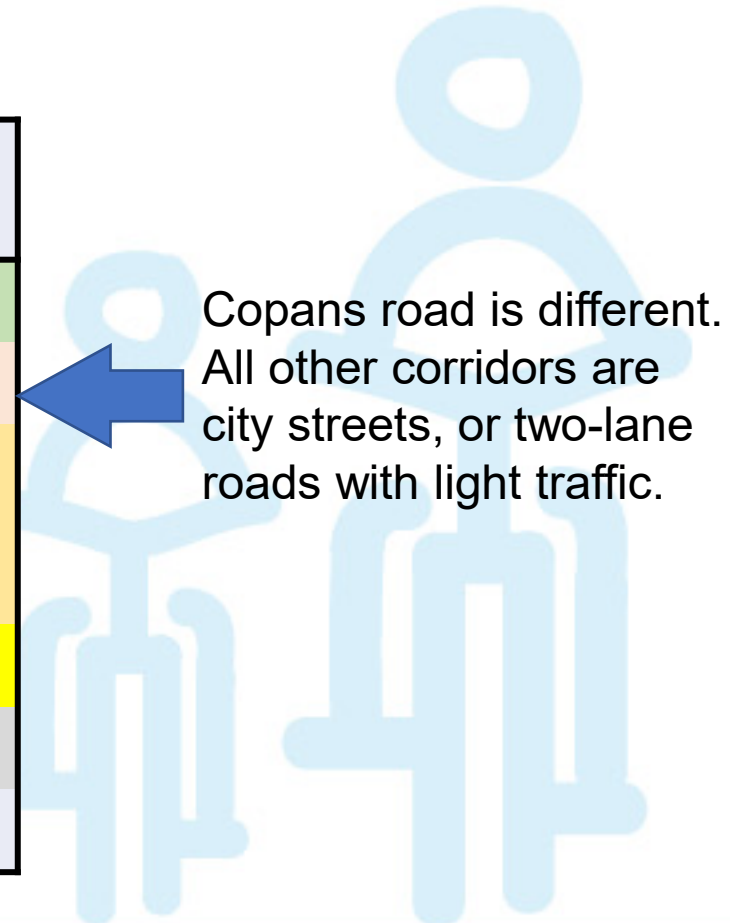 Copans road is different.
All other corridors are
city streets, or two-lane
roads with light traffic.